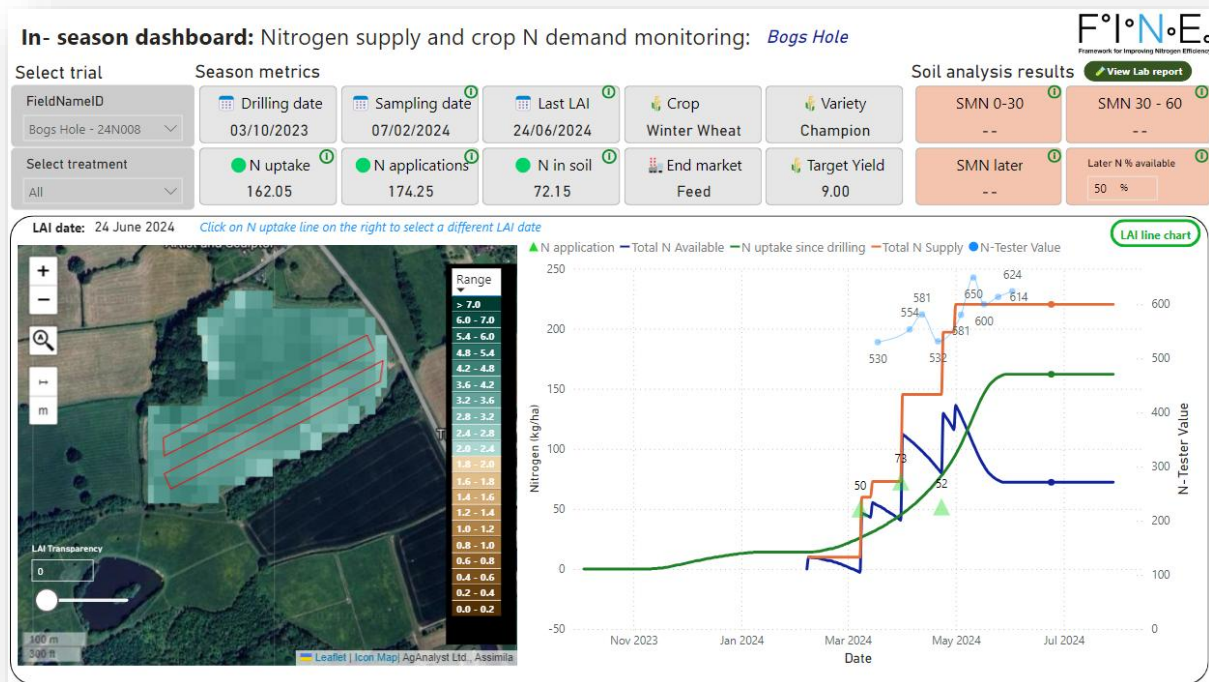 In- season dashboard: Nitrogen supply and crop N demand monitoring: Bogs Hole
F°I°N°E.
Framework for Improving Nitrogen Efficiency
Select trial
Season metrics
Soil analysis results
View Lab report
FieldNameID
Bogs Hole - 24N008
Drilling date
03/10/2023
Sampling date
07/02/2024
Last LAI
24/06/2024
Crop
Winter Wheat
Variety
Champion
SMN 0-30
--
SMN 30 - 60
--
Select treatment
All
N uptake
162.05
N applications
174.25
N in soil
72.15
End market
Feed
Target Yield
9.00
SMN later
--
Later N % available
50 %
LAI date: 24 June 2024
Click on N uptake line on the right to select a different LAI date
LAI line chart
+
−
m
Range
> 7.0
6.0 - 7.0
5.4 - 6.0
4.8 - 5.4
4.2 - 4.8
3.6 - 4.2
3.2 - 3.6
2.8 - 3.2
2.4 - 2.8
2.0 - 2.4
1.8 - 2.0
1.6 - 1.8
1.4 - 1.6
1.2 - 1.4
1.0 - 1.2
0.8 - 1.0
0.6 - 0.8
0.4 - 0.6
0.2 - 0.4
0.0 - 0.2
LAI Transparency
0
100 m
300 ft
Leaflet | Icon Map| AgAnalyst Ltd., Assimila
N application Total N Available N uptake since drilling Total N Supply N-Tester Value
Nitrogen (kg/ha)
250
200
150
100
50
0
-50
530
554
581
532
581
650
600
624
614
50
73
52
600
500
400
300
200
100
0
N-Tester Value
Nov 2023
Jan 2024
Mar 2024
May 2024
Jul 2024
Date